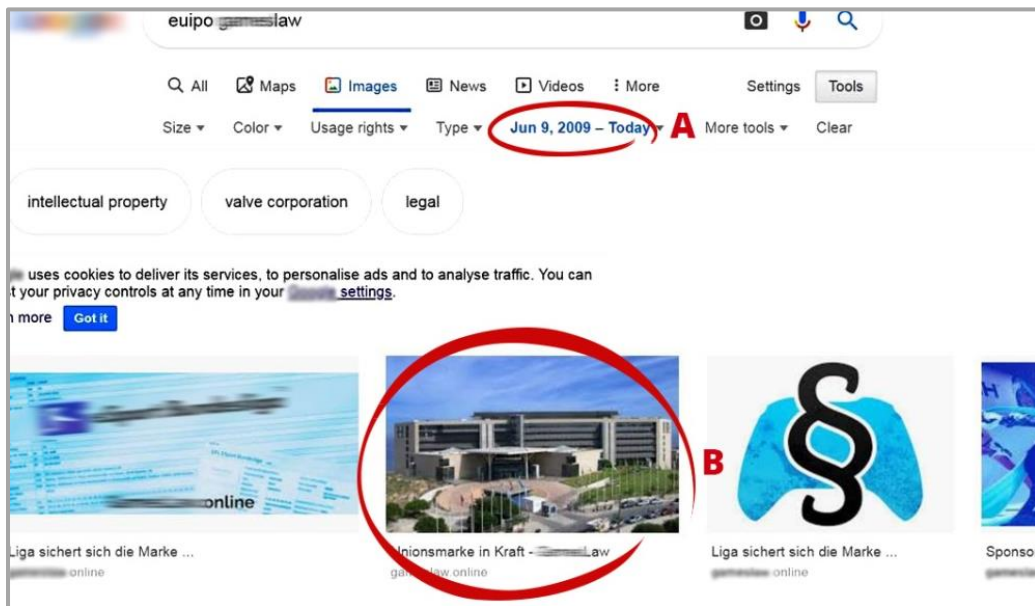 euipo law
All Maps Images News Videos More Settings Tools
Size Color Usage rights Type Jun 9, 2009 – Today A More tools Clear
intellectual property valve corporation legal
uses cookies to deliver its services, to personalise ads and to analyse traffic. You can
t your privacy controls at any time in your settings.
more Got it
online
B
§
Liga sichert sich die Marke ... Unionsmarke in Kraft - Law Liga sichert sich die Marke ... Sponso
online gameslaw.online online